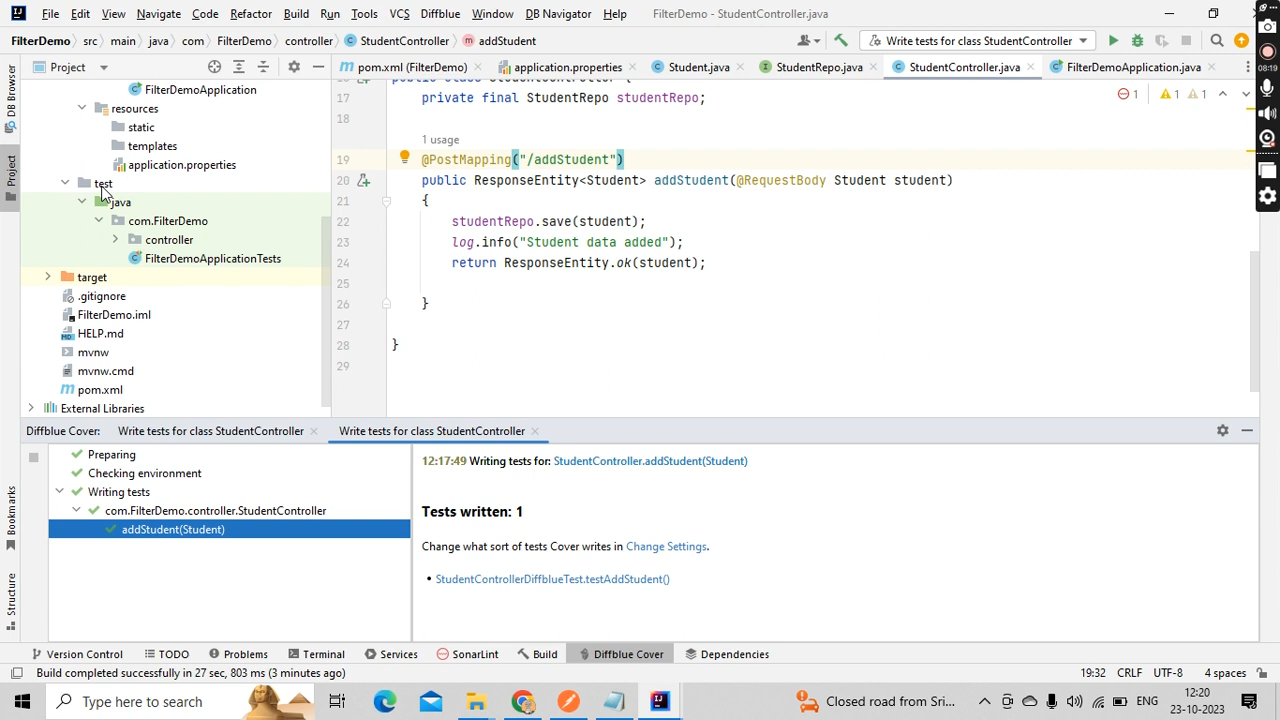 File Edit View Navigate Code Refactor Build Run Tools VCS Diffblue Window DB Navigator Help FilterDemo - StudentController.java
FilterDemo src main java com FilterDemo controller StudentController addStudent Write tests for class StudentController
08:19
Project
pom.xml (FilterDemo) application.properties Student.java StudentRepo.java StudentController.java FilterDemoApplication.java
DB Browser
Project
Bookmarks
Structure
FilterDemoApplication
resources
static
templates
application.properties
test
java
com.FilterDemo
controller
FilterDemoApplicationTests
target
.gitignore
FilterDemo.iml
HELP.md
mvnw
mvnw.cmd
pom.xml
External Libraries
1 1 1
17 private final StudentRepo studentRepo;
18
1 usage
19 @PostMapping("/addStudent")
20 public ResponseEntity<Student> addStudent(@RequestBody Student student)
21 {
22 studentRepo.save(student);
23 log.info("Student data added");
24 return ResponseEntity.ok(student);
25
26 }
27
28 }
29
Diffblue Cover: Write tests for class StudentController Write tests for class StudentController
Preparing
Checking environment
Writing tests
com.FilterDemo.controller.StudentController
addStudent(Student)
12:17:49 Writing tests for: StudentController.addStudent(Student)
Tests written: 1
Change what sort of tests Cover writes in Change Settings.
• StudentControllerDiffblueTest.testAddStudent()
Version Control TODO Problems Terminal Services SonarLint Build Diffblue Cover Dependencies
Build completed successfully in 27 sec, 803 ms (3 minutes ago) 19:32 CRLF UTF-8 4 spaces
Type here to search Closed road from Sri... ENG 12:20
23-10-2023